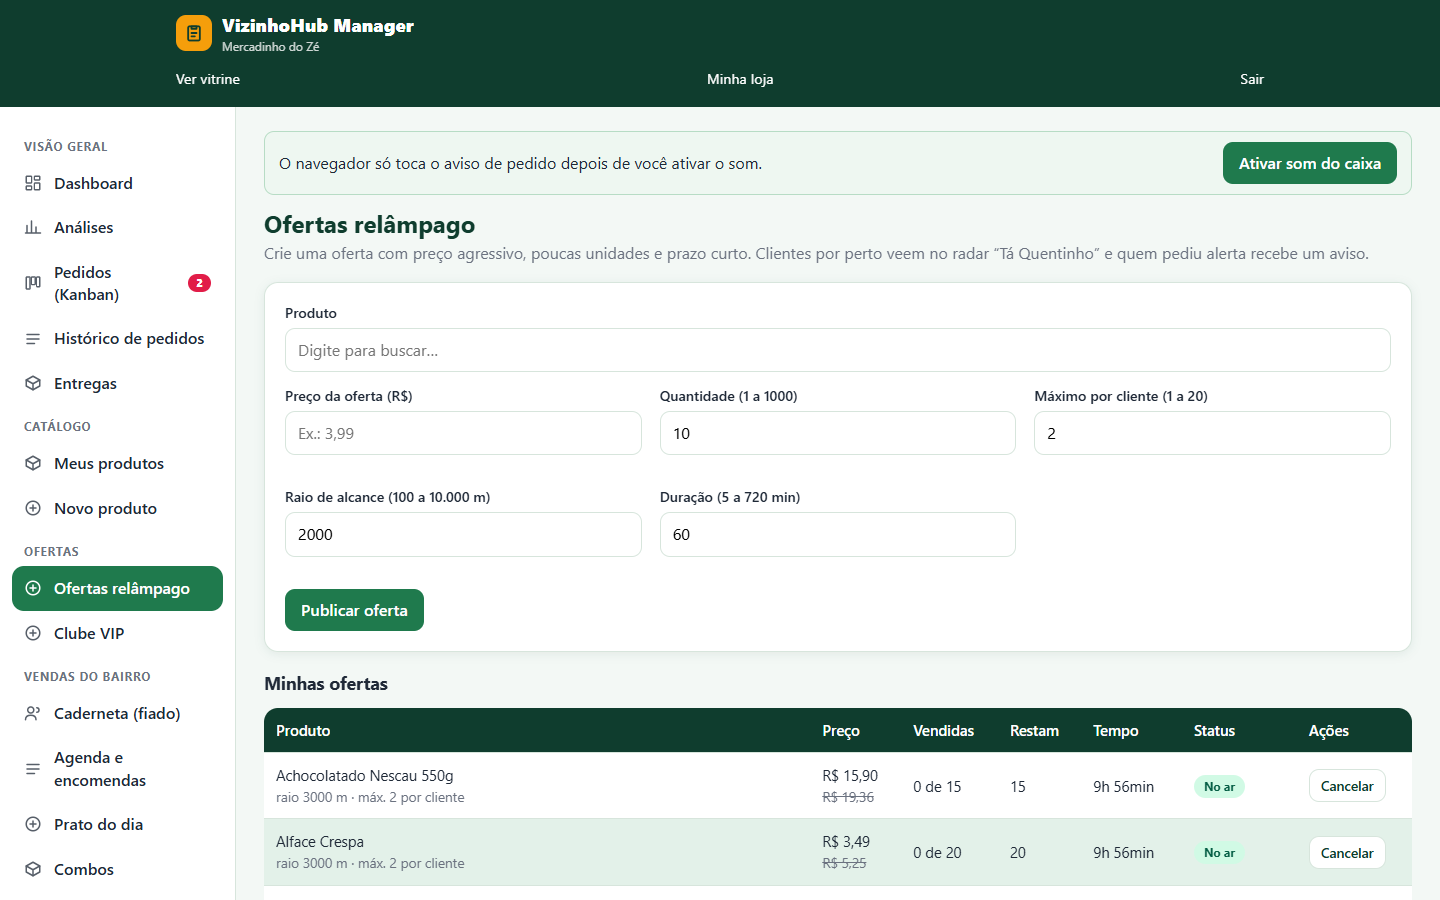 VizinhoHub Manager
Mercadinho do Zé
Ver vitrine
Minha loja
Sair
VISÃO GERAL
Dashboard
Análises
Pedidos
(Kanban)
2
Histórico de pedidos
Entregas
CATÁLOGO
Meus produtos
Novo produto
OFERTAS
Ofertas relâmpago
Clube VIP
VENDAS DO BAIRRO
Caderneta (fiado)
Agenda e
encomendas
Prato do dia
Combos
O navegador só toca o aviso de pedido depois de você ativar o som.
Ativar som do caixa
Ofertas relâmpago
Crie uma oferta com preço agressivo, poucas unidades e prazo curto. Clientes por perto veem no radar “Tá Quentinho” e quem pediu alerta recebe um aviso.
Produto
Digite para buscar...
Preço da oferta (R$)
Quantidade (1 a 1000)
Máximo por cliente (1 a 20)
Ex.: 3,99
10
2
Raio de alcance (100 a 10.000 m)
Duração (5 a 720 min)
2000
60
Publicar oferta
Minhas ofertas
Produto Preço Vendidas Restam Tempo Status Ações
Achocolatado Nescau 550g
raio 3000 m · máx. 2 por cliente
R$ 15,90
R$ 19,36
0 de 15
15
9h 56min
No ar
Cancelar
Alface Crespa
raio 3000 m · máx. 2 por cliente
R$ 3,49
R$ 5,25
0 de 20
20
9h 56min
No ar
Cancelar